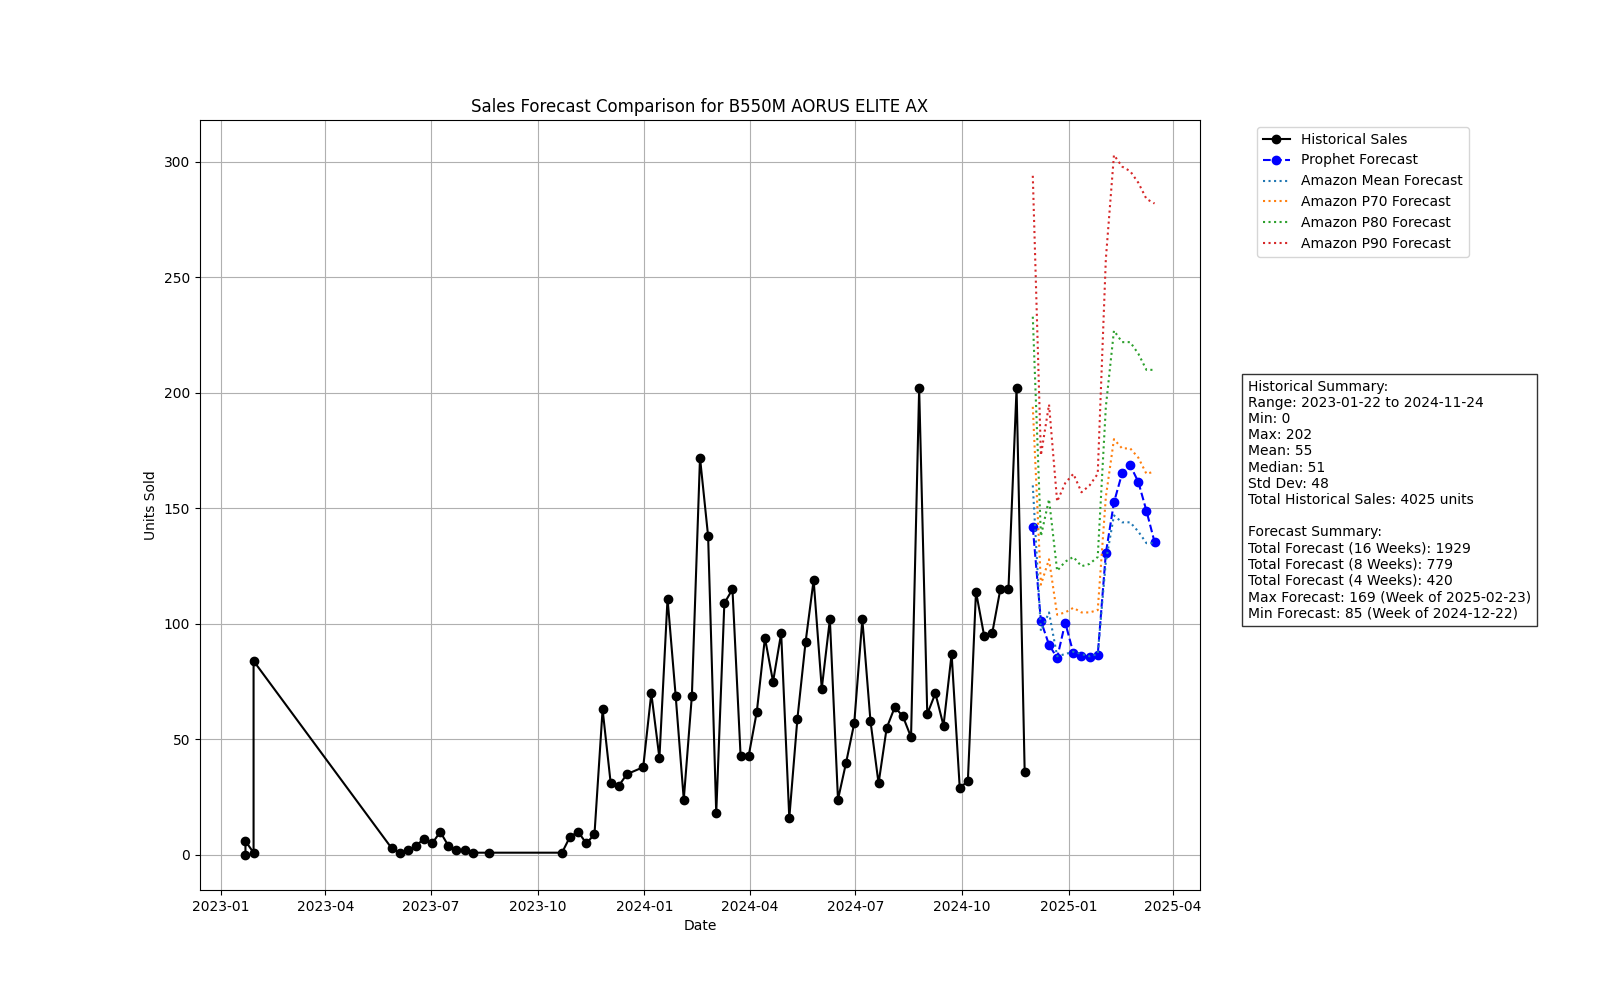 Sales Forecast Comparison for B550M AORUS ELITE AX
Historical Sales
Prophet Forecast
Amazon Mean Forecast
Amazon P70 Forecast
Amazon P80 Forecast
Amazon P90 Forecast
Units Sold
300
250
200
150
100
50
0
2023-01
2023-04
2023-07
2023-10
2024-01
2024-04
2024-07
2024-10
2025-01
2025-04
Date
Historical Summary:
Range: 2023-01-22 to 2024-11-24
Min: 0
Max: 202
Mean: 55
Median: 51
Std Dev: 48
Total Historical Sales: 4025 units
Forecast Summary:
Total Forecast (16 Weeks): 1929
Total Forecast (8 Weeks): 779
Total Forecast (4 Weeks): 420
Max Forecast: 169 (Week of 2025-02-23)
Min Forecast: 85 (Week of 2024-12-22)